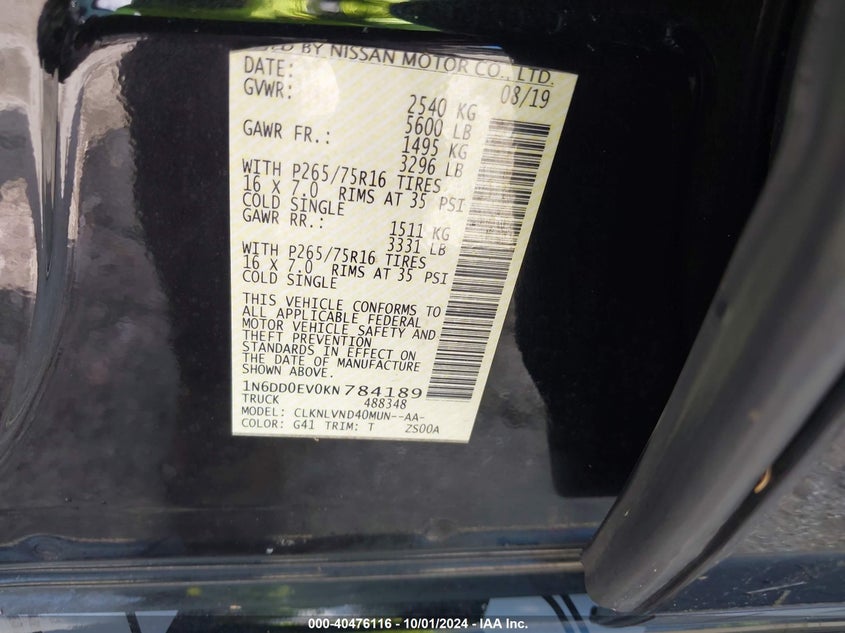 BY NISSAN MOTOR CO., LTD.
DATE: 08/19
GVWR: 2540 KG
5600 LB
GAWR FR.: 1495 KG
3296 LB
WITH P265/75R16 TIRES
16 X 7.0 RIMS AT 35 PSI
COLD SINGLE
GAWR RR.: 1511 KG
3331 LB
WITH P265/75R16 TIRES
16 X 7.0 RIMS AT 35 PSI
COLD SINGLE
THIS VEHICLE CONFORMS TO
ALL APPLICABLE FEDERAL
MOTOR VEHICLE SAFETY AND
THEFT PREVENTION
STANDARDS IN EFFECT ON
THE DATE OF MANUFACTURE
SHOWN ABOVE.
1N6DD0EV0KN784189
TRUCK 488348
MODEL: CLKNLVND40MUN--AA-
COLOR: G41 TRIM: T ZS00A
000-40476116 - 10/01/2024 - IAA Inc.